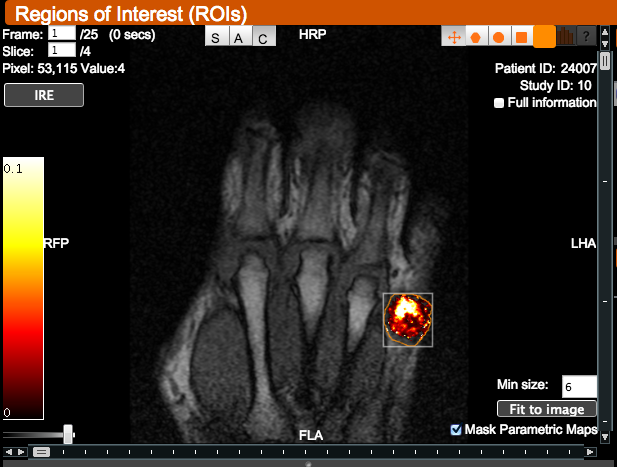 Regions of Interest (ROIs)
Frame: 1 /25 (0 secs)
Slice: 1 /4
Pixel: 53,115 Value:4
IRE
S A C
HRP
?
Patient ID: 24007
Study ID: 10
Full information
0.1
RFP
LHA
0
Min size: 6
Fit to image
Mask Parametric Maps
FLA